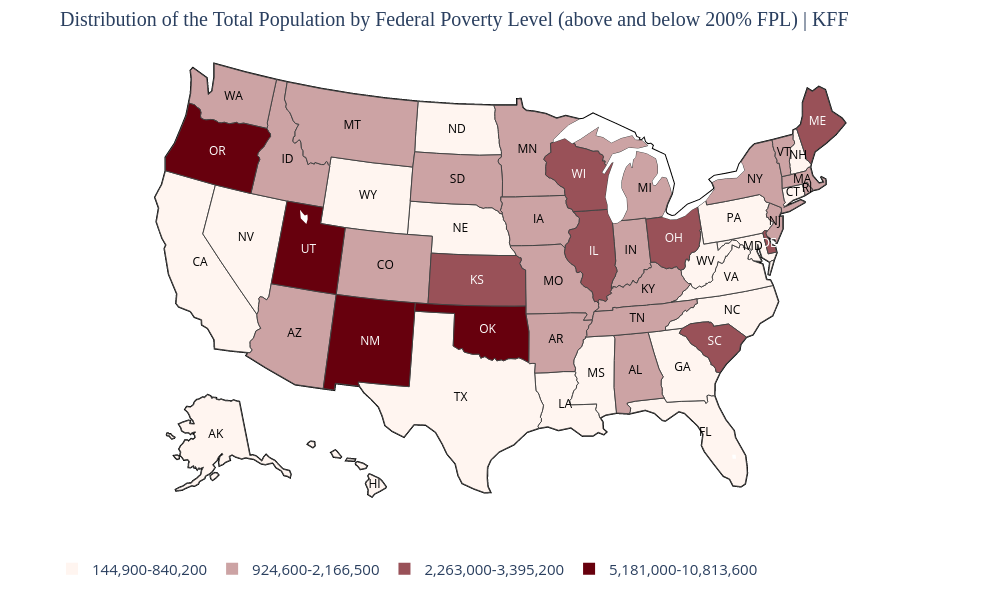 Distribution of the Total Population by Federal Poverty Level (above and below 200% FPL) | KFF
WA
MT
ND
MN
ME
OR
ID
SD
WI
MI
NY
VT
NH
MA
RI
CT
WY
NE
IA
IL
IN
OH
PA
NJ
NV
UT
CO
KS
MO
KY
WV
MD
DE
VA
CA
AZ
NM
OK
AR
TN
NC
SC
TX
LA
MS
AL
GA
FL
AK
HI
144,900-840,200
924,600-2,166,500
2,263,000-3,395,200
5,181,000-10,813,600